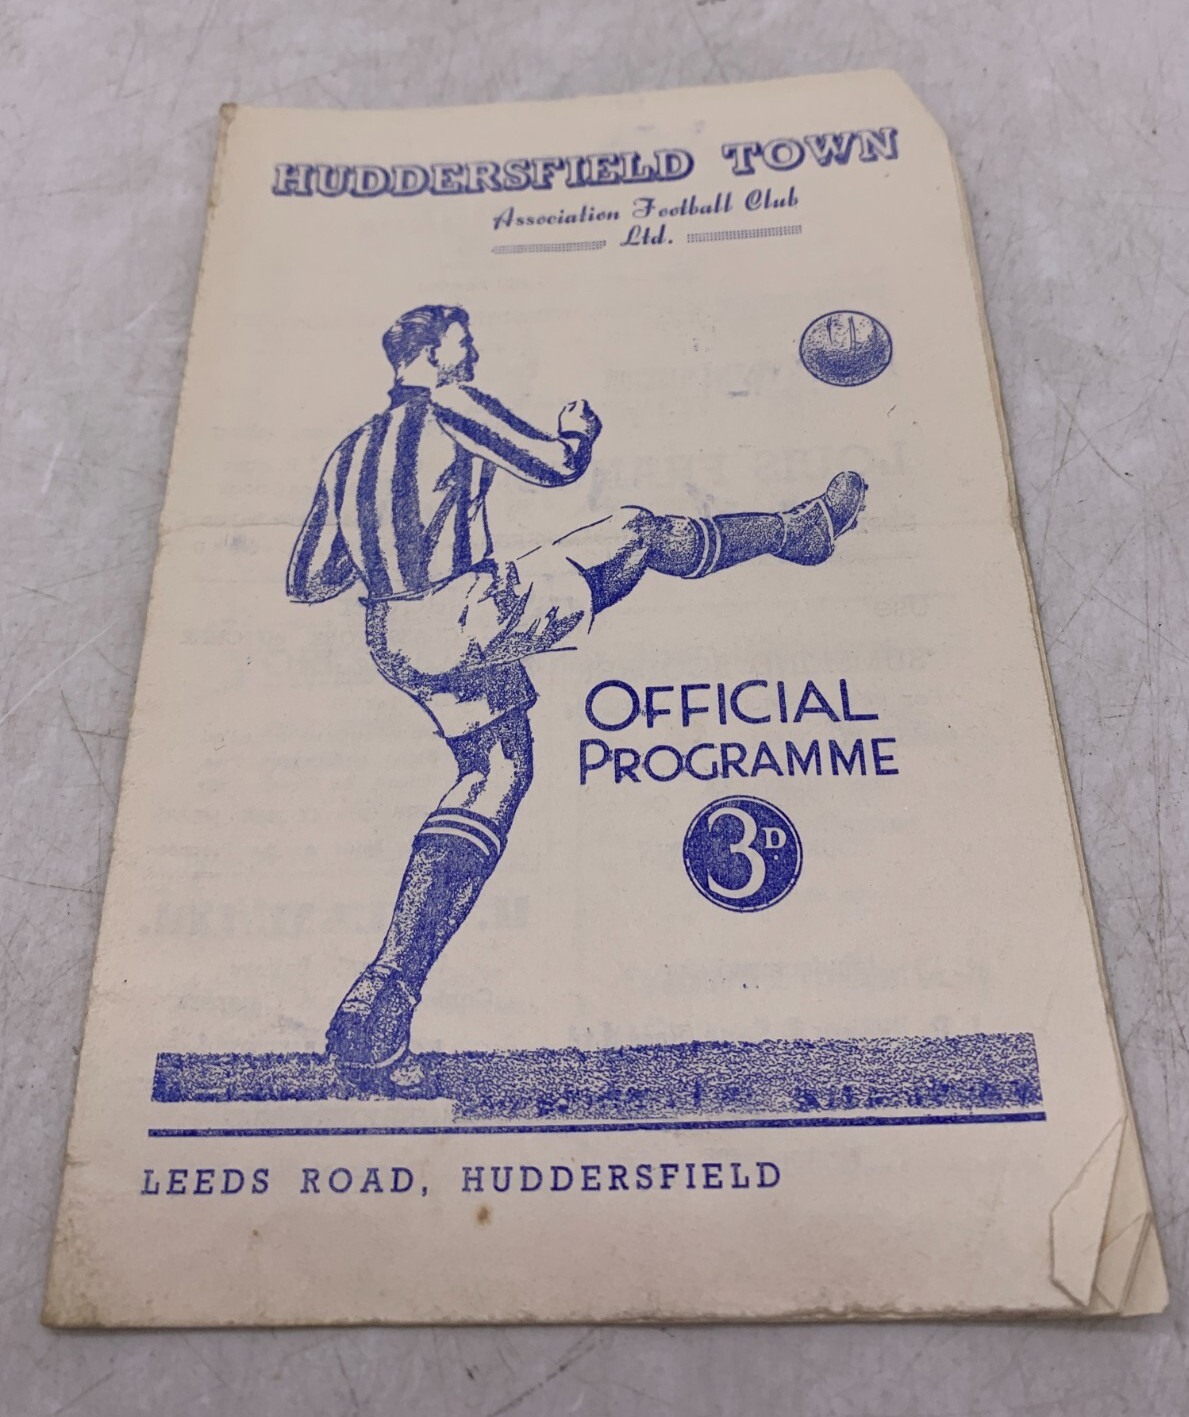 HUDDERSFIELD TOWN
Association Football Club
Ltd.
OFFICIAL
PROGRAMME
3D.
LEEDS ROAD, HUDDERSFIELD